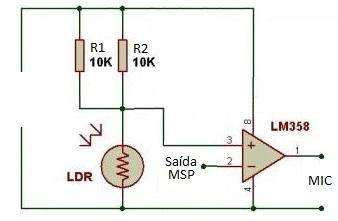 R1 R2
10K 10K
LM358
8
3
+
1
Saída
MSP
2
-
LDR
MIC
4